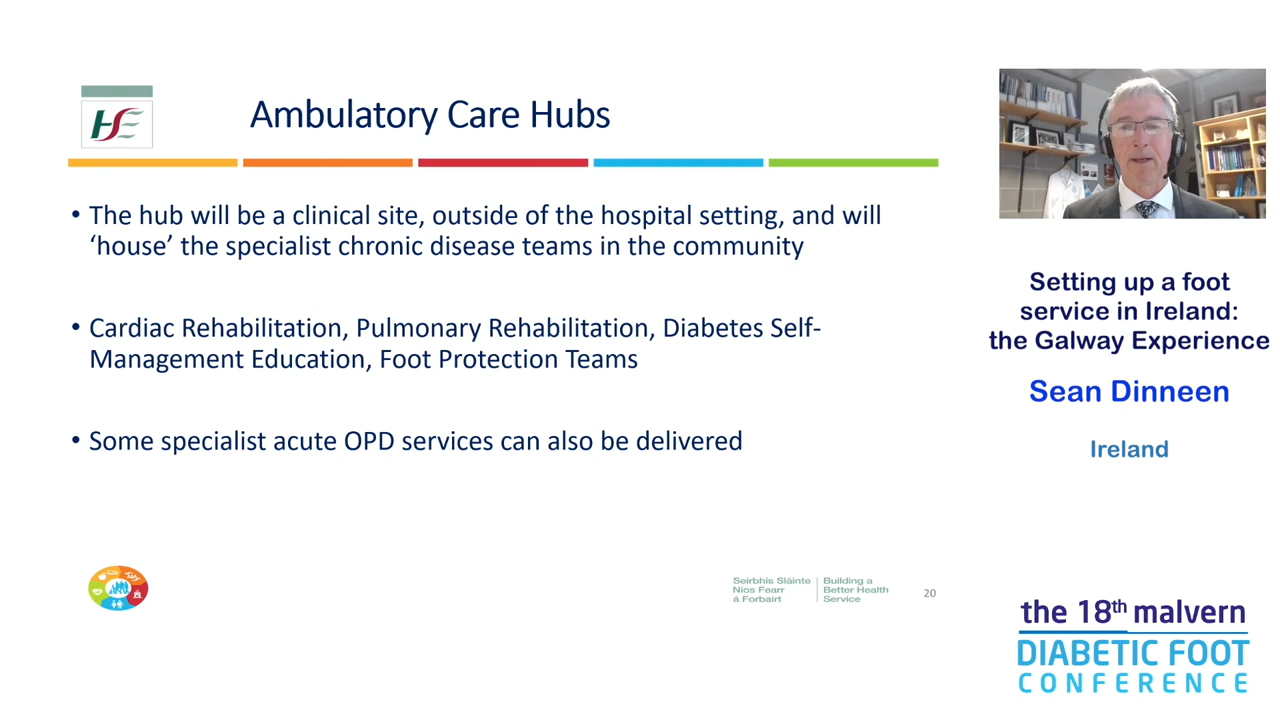 HSE
Ambulatory Care Hubs
• The hub will be a clinical site, outside of the hospital setting, and will
‘house’ the specialist chronic disease teams in the community
• Cardiac Rehabilitation, Pulmonary Rehabilitation, Diabetes Self-
Management Education, Foot Protection Teams
• Some specialist acute OPD services can also be delivered
Seirbhís Sláinte
Níos Fearr
á Forbairt
Building a
Better Health
Service
20
Setting up a foot
service in Ireland:
the Galway Experience
Sean Dinneen
Ireland
the 18th malvern
DIABETIC FOOT
CONFERENCE